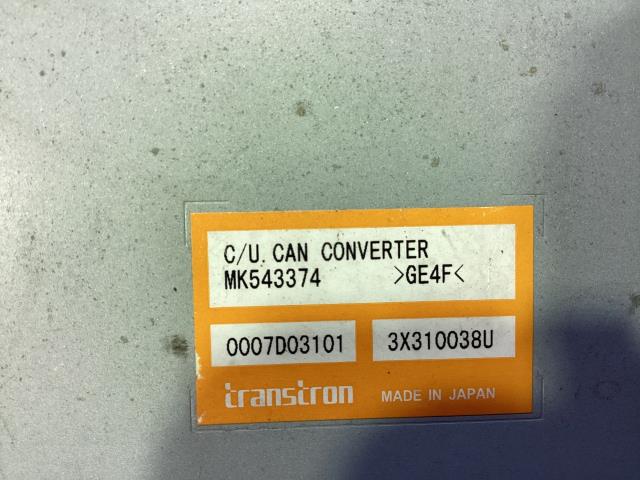 C/U. CAN CONVERTER
MK543374 >GE4F<
0007D03101 3X310038U
transtron MADE IN JAPAN